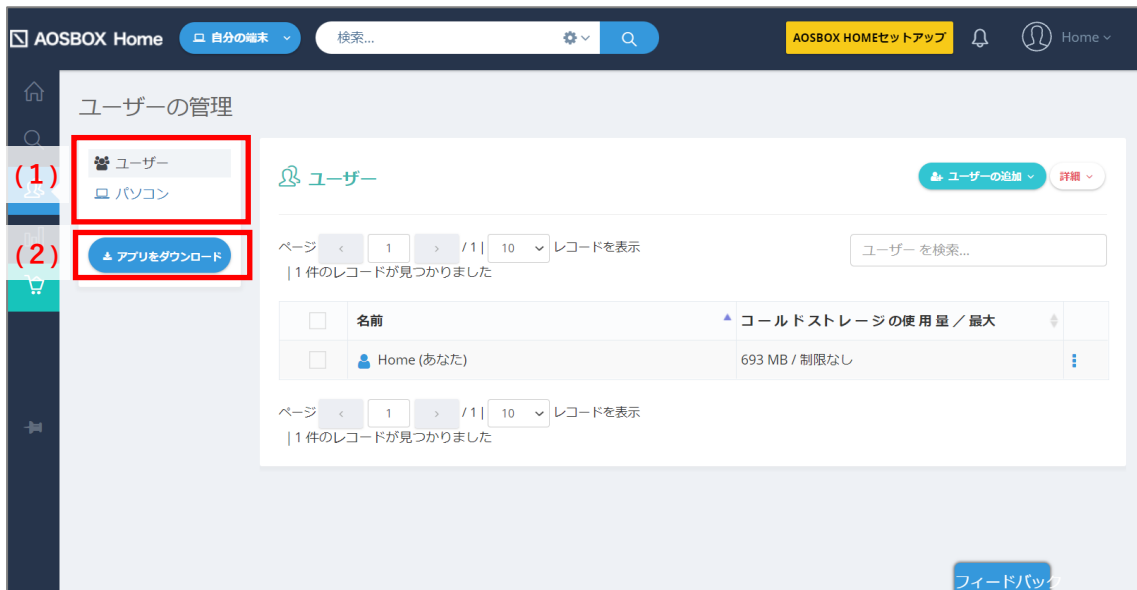 AOSBOX Home 自分の端末 検索... AOSBOX HOMEセットアップ Home
ユーザーの管理
(1)
ユーザー
パソコン
(2)
アプリをダウンロード
ユーザー ユーザーの追加 詳細
ページ 1 / 1 | 10 レコードを表示 ユーザー を検索...
| 1 件のレコードが見つかりました
名前 コールドストレージの使用量／最大
Home (あなた) 693 MB / 制限なし
ページ 1 / 1 | 10 レコードを表示
| 1 件のレコードが見つかりました
フィードバック